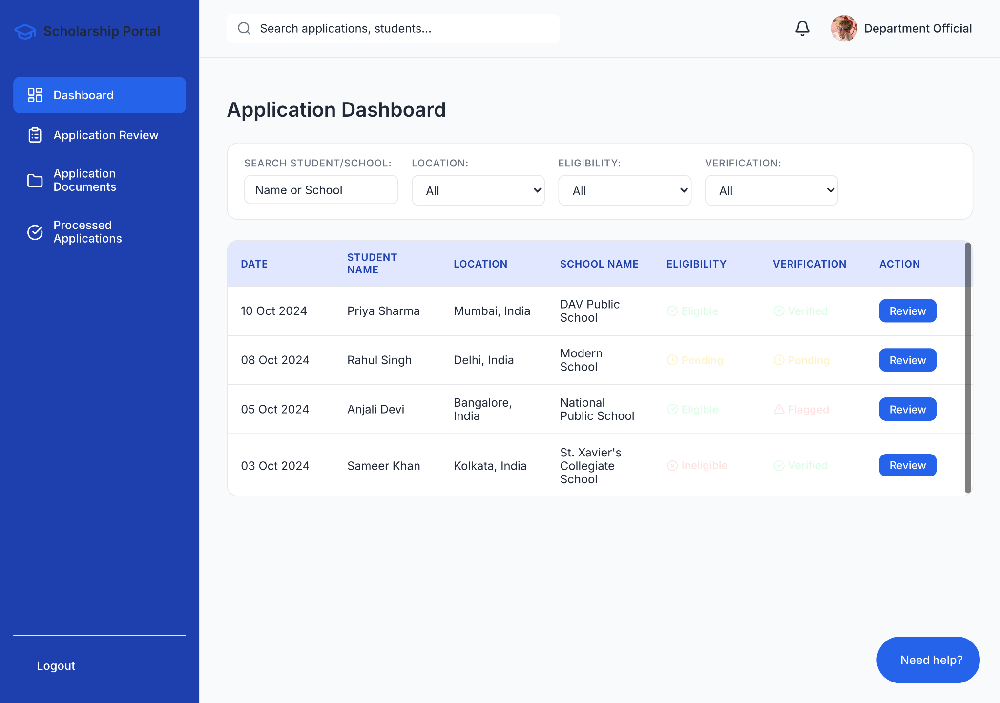 Scholarship Portal
Search applications, students...
Department Official
Dashboard
Application Review
Application
Documents
Processed
Applications
Logout
Application Dashboard
SEARCH STUDENT/SCHOOL:
Name or School
LOCATION:
All
ELIGIBILITY:
All
VERIFICATION:
All
DATE
STUDENT
NAME
LOCATION
SCHOOL NAME
ELIGIBILITY
VERIFICATION
ACTION
10 Oct 2024
Priya Sharma
Mumbai, India
DAV Public
School
Eligible
Verified
Review
08 Oct 2024
Rahul Singh
Delhi, India
Modern
School
Pending
Pending
Review
05 Oct 2024
Anjali Devi
Bangalore,
India
National
Public School
Eligible
Flagged
Review
03 Oct 2024
Sameer Khan
Kolkata, India
St. Xavier's
Collegiate
School
Ineligible
Verified
Review
Need help?